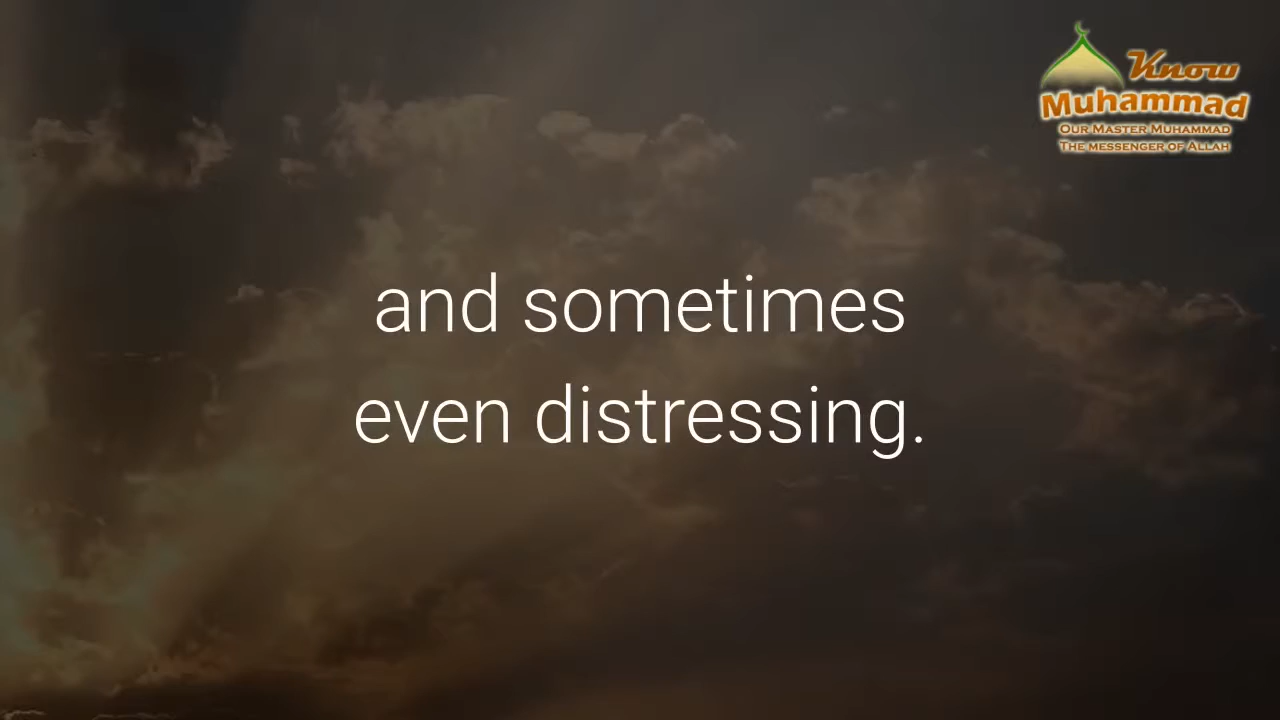 Know
Muhammad
Our Master Muhammad
The messenger of Allah
and sometimes
even distressing.